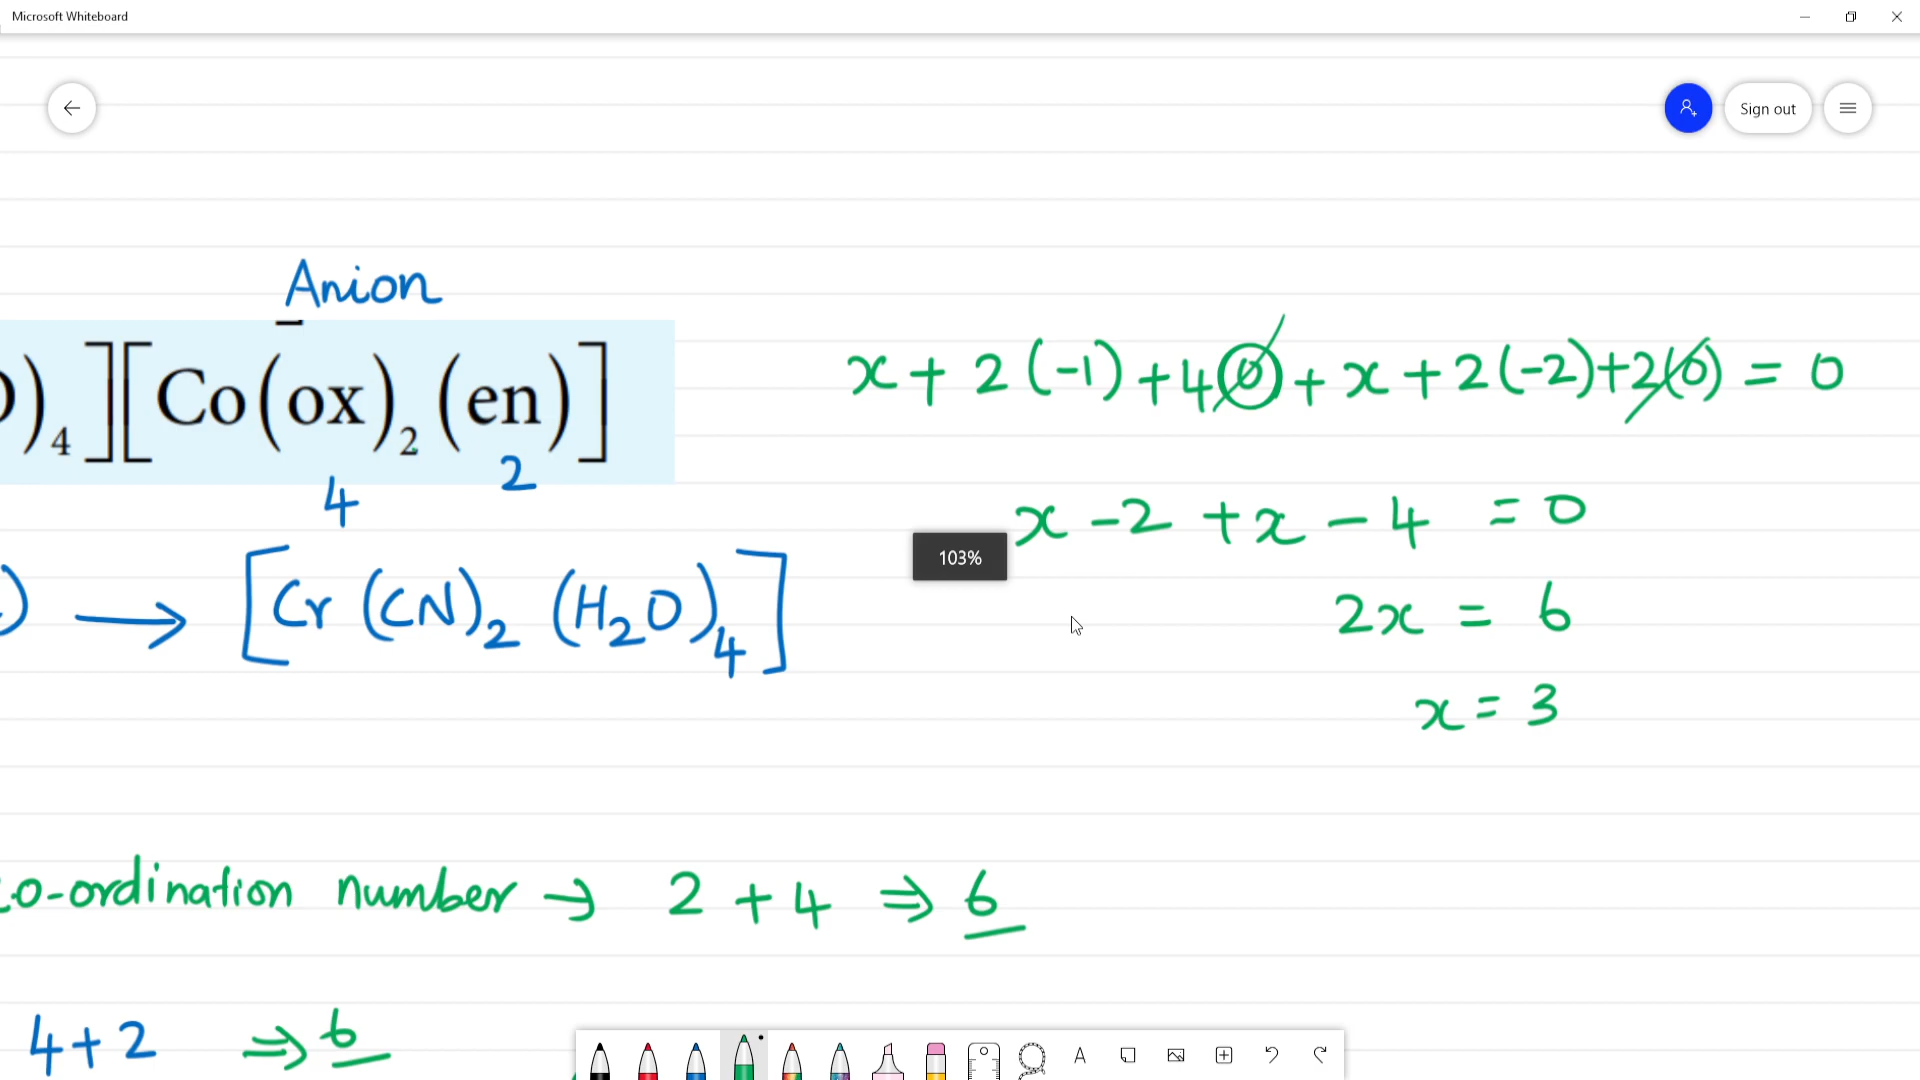 Microsoft Whiteboard
Sign out
Anion
)₄][Co(ox)₂(en)]
4 2
x + 2(-1) + 4(0) + x + 2(-2) + 2(0) = 0
x - 2 + x - 4 = 0
103%
) → [Cr(CN)₂(H₂O)₄]
2x = 6
x = 3
co-ordination number → 2 + 4 ⇒ 6
4+2 ⇒ 6
A